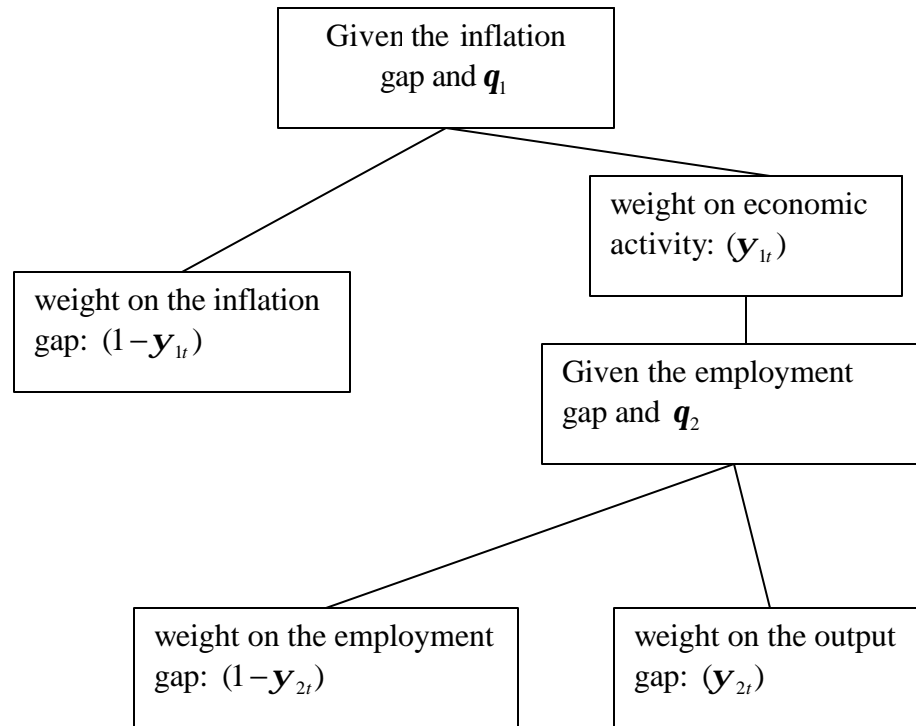 Given the inflation
gap and q₁
weight on economic
activity: (y₁ₜ)
weight on the inflation
gap: (1−y₁ₜ)
Given the employment
gap and q₂
weight on the employment
gap: (1−y₂ₜ)
weight on the output
gap: (y₂ₜ)